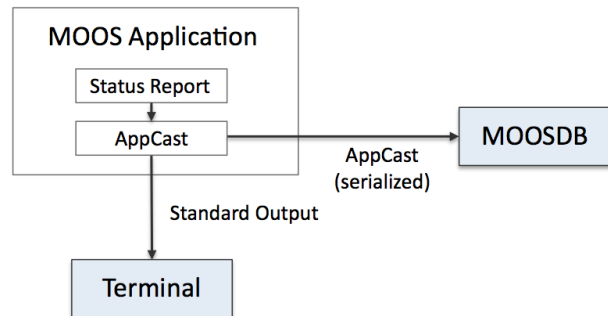 MOOS Application
Status Report
AppCast
MOOSDB
AppCast
(serialized)
Standard Output
Terminal